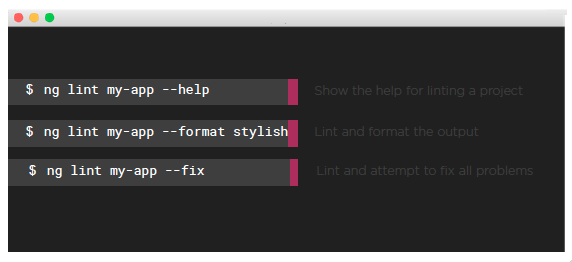 $ ng lint my-app --help
Show the help for linting a project
$ ng lint my-app --format stylish
Lint and format the output
$ ng lint my-app --fix
Lint and attempt to fix all problems